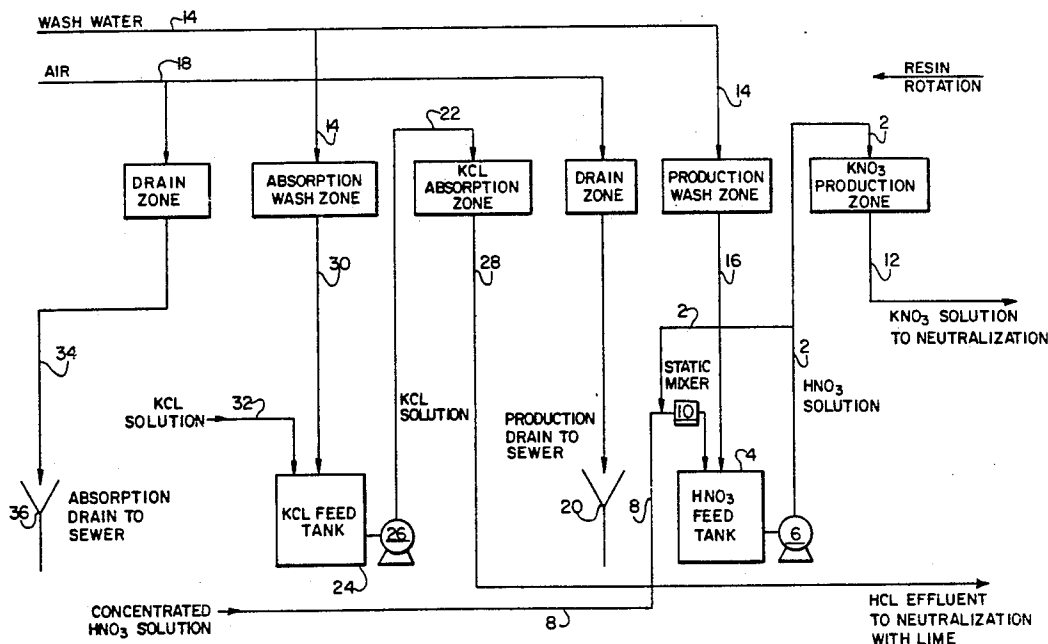 WASH WATER
14
AIR
18
RESIN
ROTATION
14
14
22
2
DRAIN
ZONE
ABSORPTION
WASH ZONE
KCL
ABSORPTION
ZONE
DRAIN
ZONE
PRODUCTION
WASH ZONE
KNO3
PRODUCTION
ZONE
30
28
16
12
KNO3 SOLUTION
TO NEUTRALIZATION
34
2
2
STATIC
MIXER
HNO3
SOLUTION
KCL
SOLUTION
32
KCL
SOLUTION
PRODUCTION
DRAIN TO
SEWER
10
4
36
ABSORPTION
DRAIN TO
SEWER
KCL FEED
TANK
26
20
8
HNO3
FEED
TANK
6
24
CONCENTRATED
HNO3 SOLUTION
8
HCL EFFLUENT
TO NEUTRALIZATION
WITH LIME